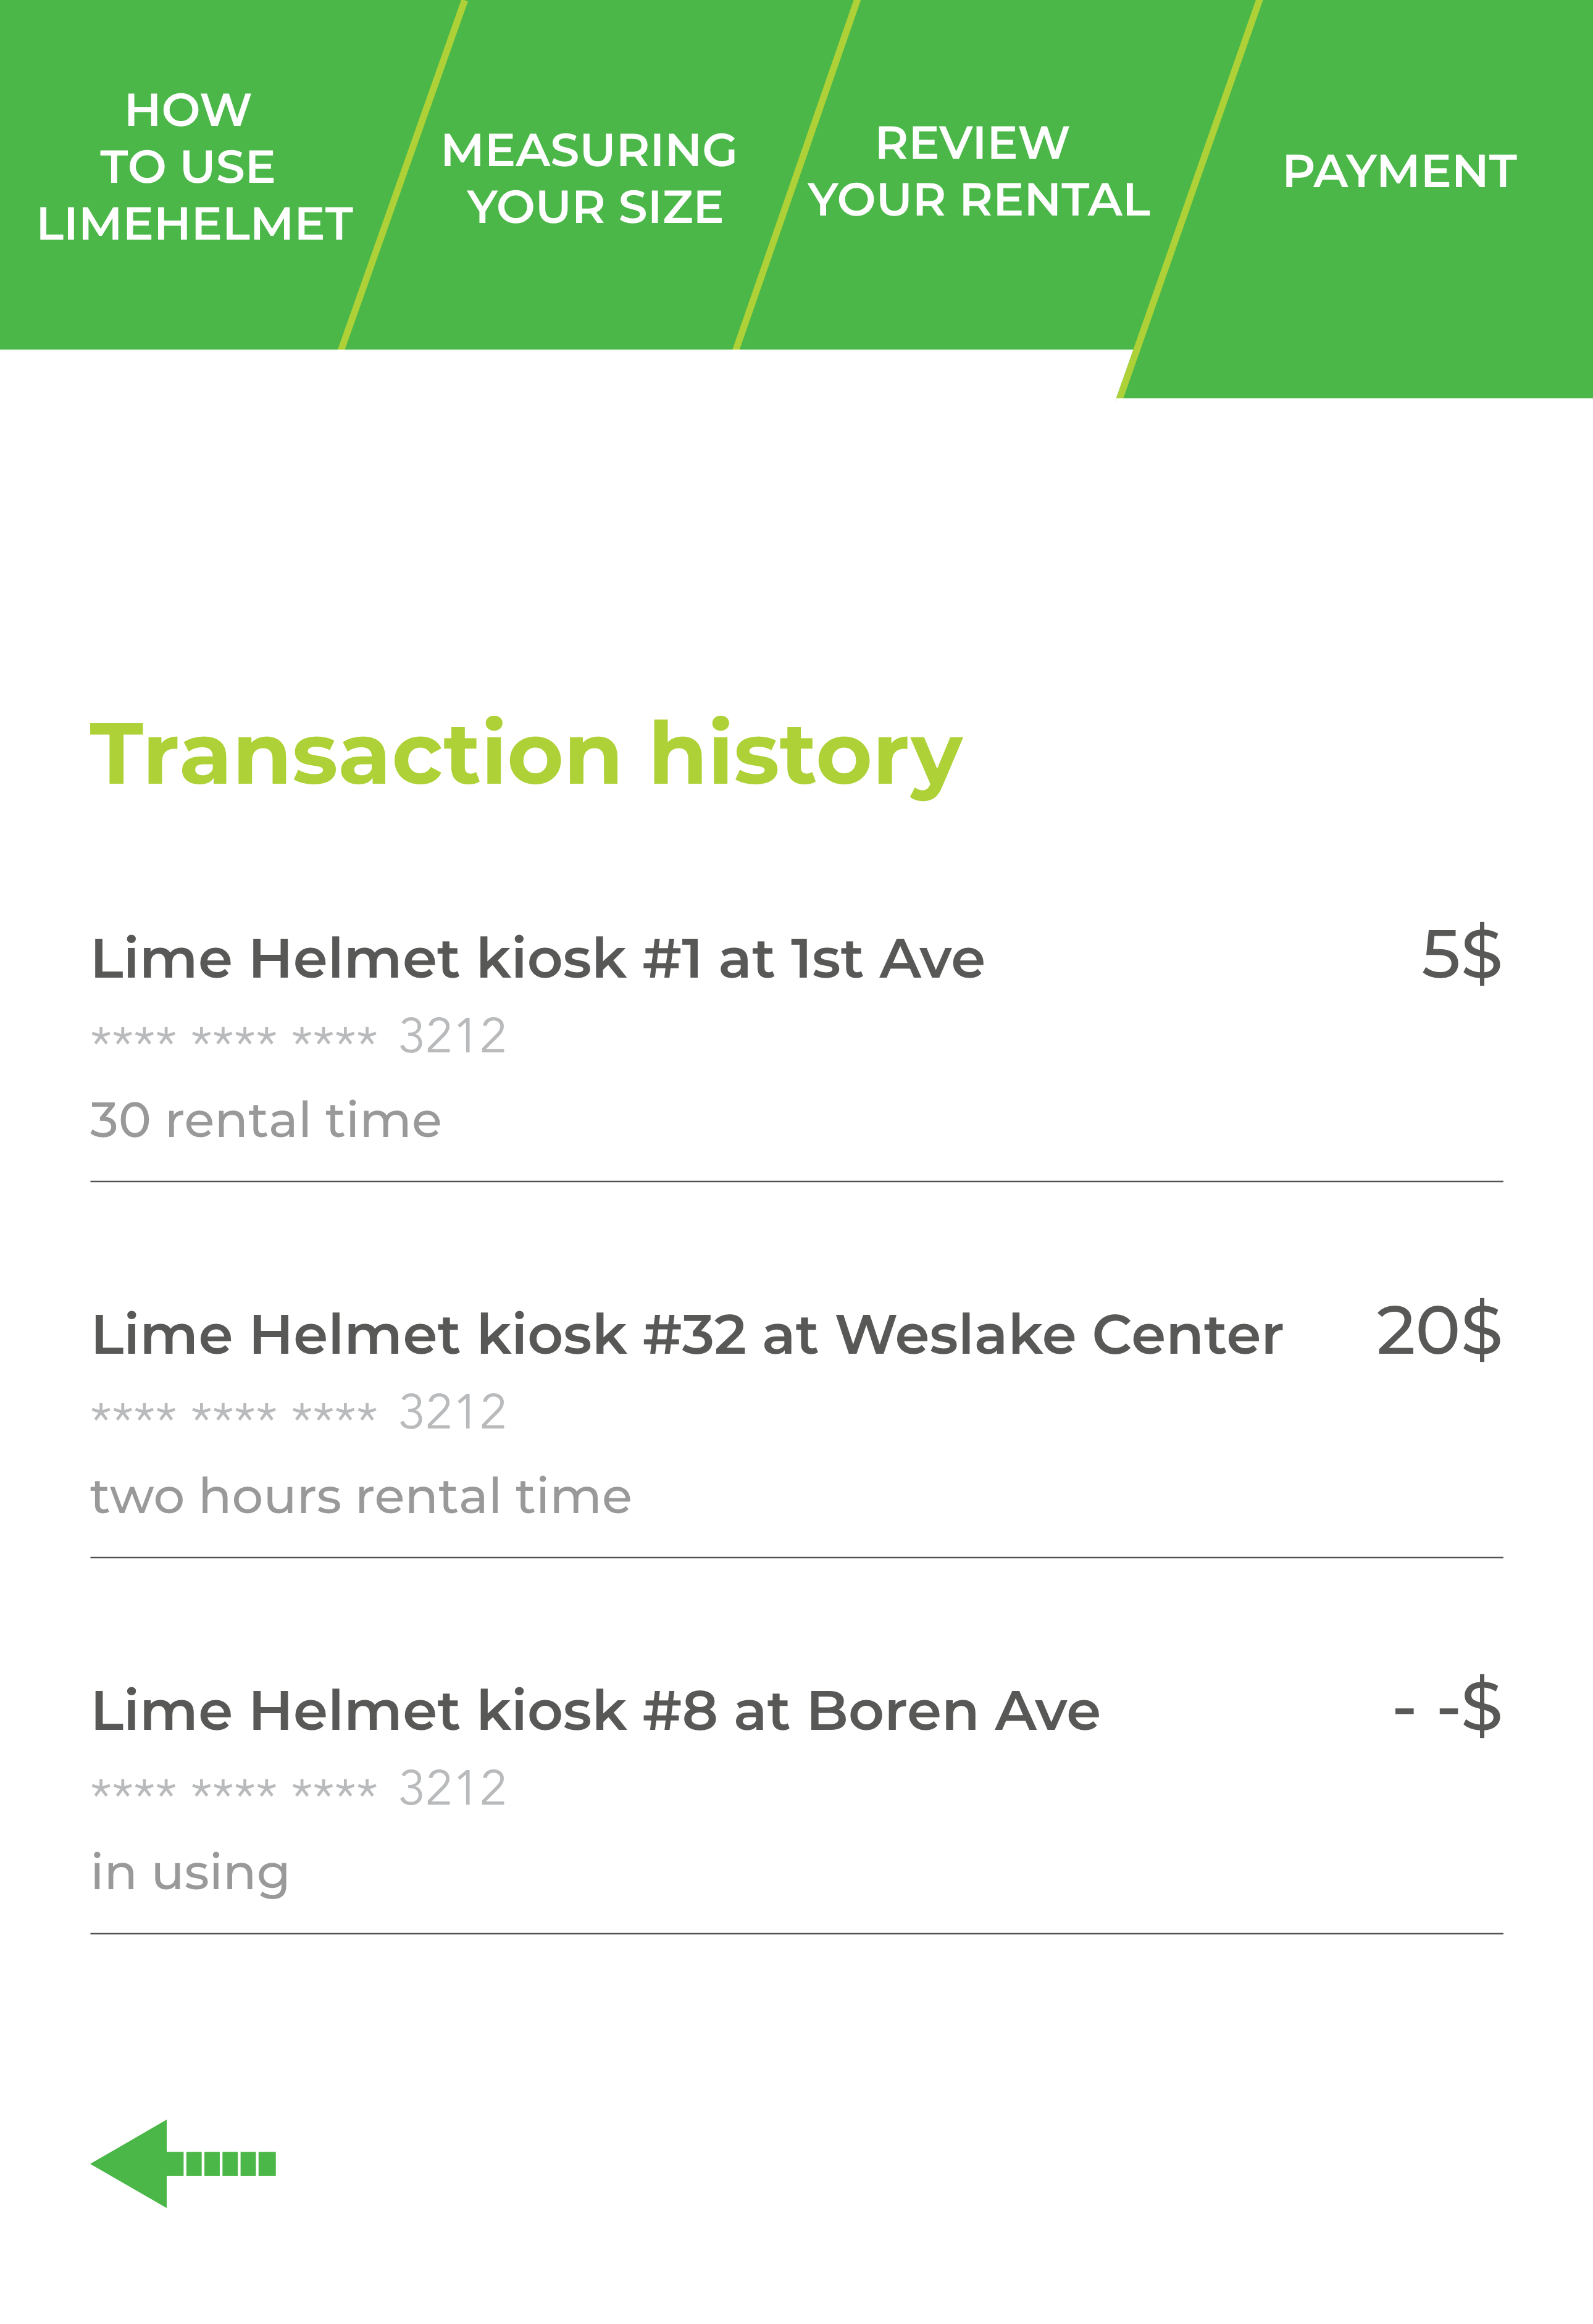 HOW
TO USE
LIMEHELMET
MEASURING
YOUR SIZE
REVIEW
YOUR RENTAL
PAYMENT
Transaction history
Lime Helmet kiosk #1 at 1st Ave 5$
**** **** **** 3212
30 rental time
Lime Helmet kiosk #32 at Weslake Center 20$
**** **** **** 3212
two hours rental time
Lime Helmet kiosk #8 at Boren Ave - -$
**** **** **** 3212
in using